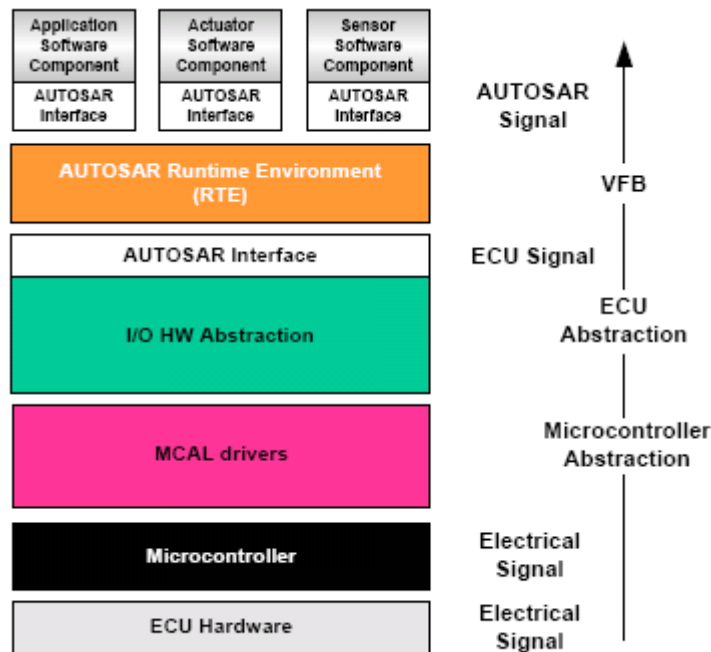 Application
Software
Component
AUTOSAR
Interface
Actuator
Software
Component
AUTOSAR
Interface
Sensor
Software
Component
AUTOSAR
Interface
AUTOSAR
Signal
AUTOSAR Runtime Environment
(RTE)
VFB
AUTOSAR Interface
ECU Signal
I/O HW Abstraction
ECU
Abstraction
MCAL drivers
Microcontroller
Abstraction
Microcontroller
Electrical
Signal
ECU Hardware
Electrical
Signal